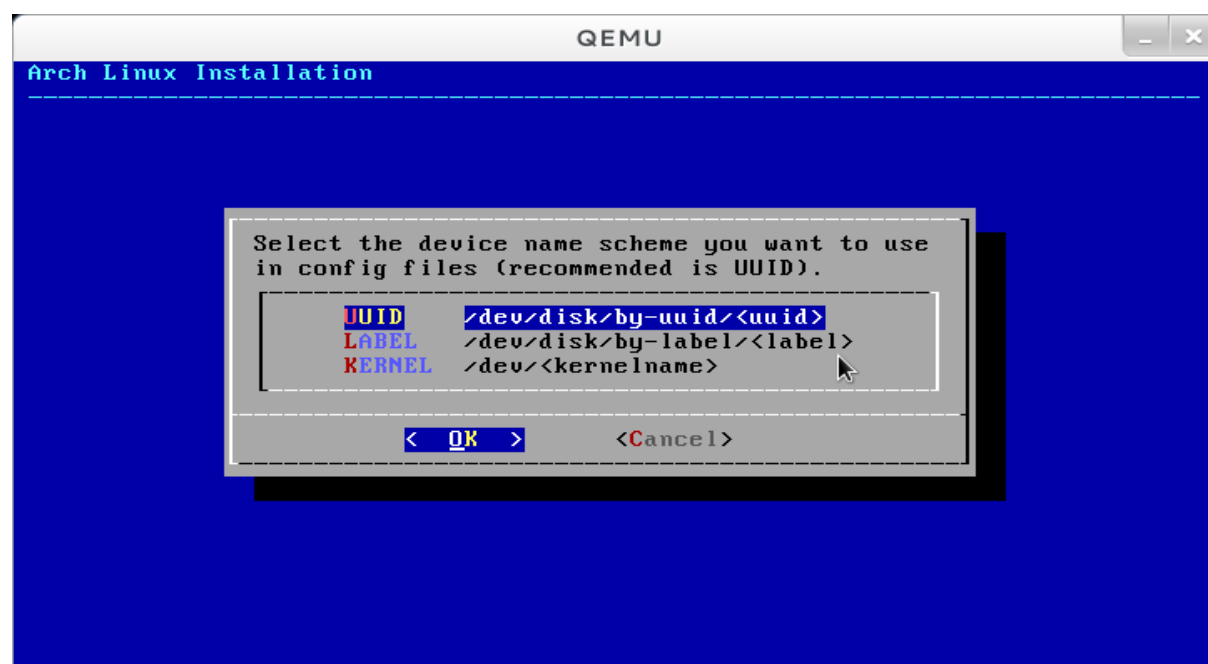 QEMU
Arch Linux Installation
Select the device name scheme you want to use
in config files (recommended is UUID).
UUID /dev/disk/by-uuid/<uuid>
LABEL /dev/disk/by-label/<label>
KERNEL /dev/<kernelname>
< OK > <Cancel>